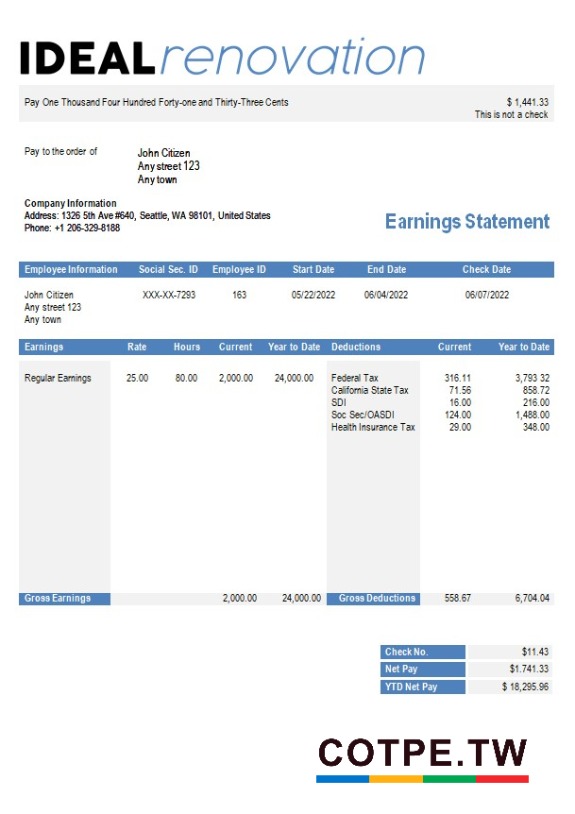 IDEALrenovation
Pay One Thousand Four Hundred Forty-one and Thirty-Three Cents $ 1,441.33
This is not a check
Pay to the order of John Citizen
Any street 123
Any town
Company Information
Address: 1326 5th Ave #640, Seattle, WA 98101, United States
Phone: +1 206-329-8188
Earnings Statement
Employee Information Social Sec. ID Employee ID Start Date End Date Check Date
John Citizen XXX-XX-7293 163 05/22/2022 06/04/2022 06/07/2022
Any street 123
Any town
Earnings Rate Hours Current Year to Date Deductions Current Year to Date
Regular Earnings 25.00 80.00 2,000.00 24,000.00 Federal Tax 316.11 3,793 32
California State Tax 71.56 858.72
SDI 16.00 216.00
Soc Sec/OASDI 124.00 1,488.00
Health Insurance Tax 29.00 348.00
Gross Earnings 2,000.00 24,000.00 Gross Deductions 558.67 6,704.04
Check No. $11.43
Net Pay $1.741.33
YTD Net Pay $ 18,295.96
COTPE.TW